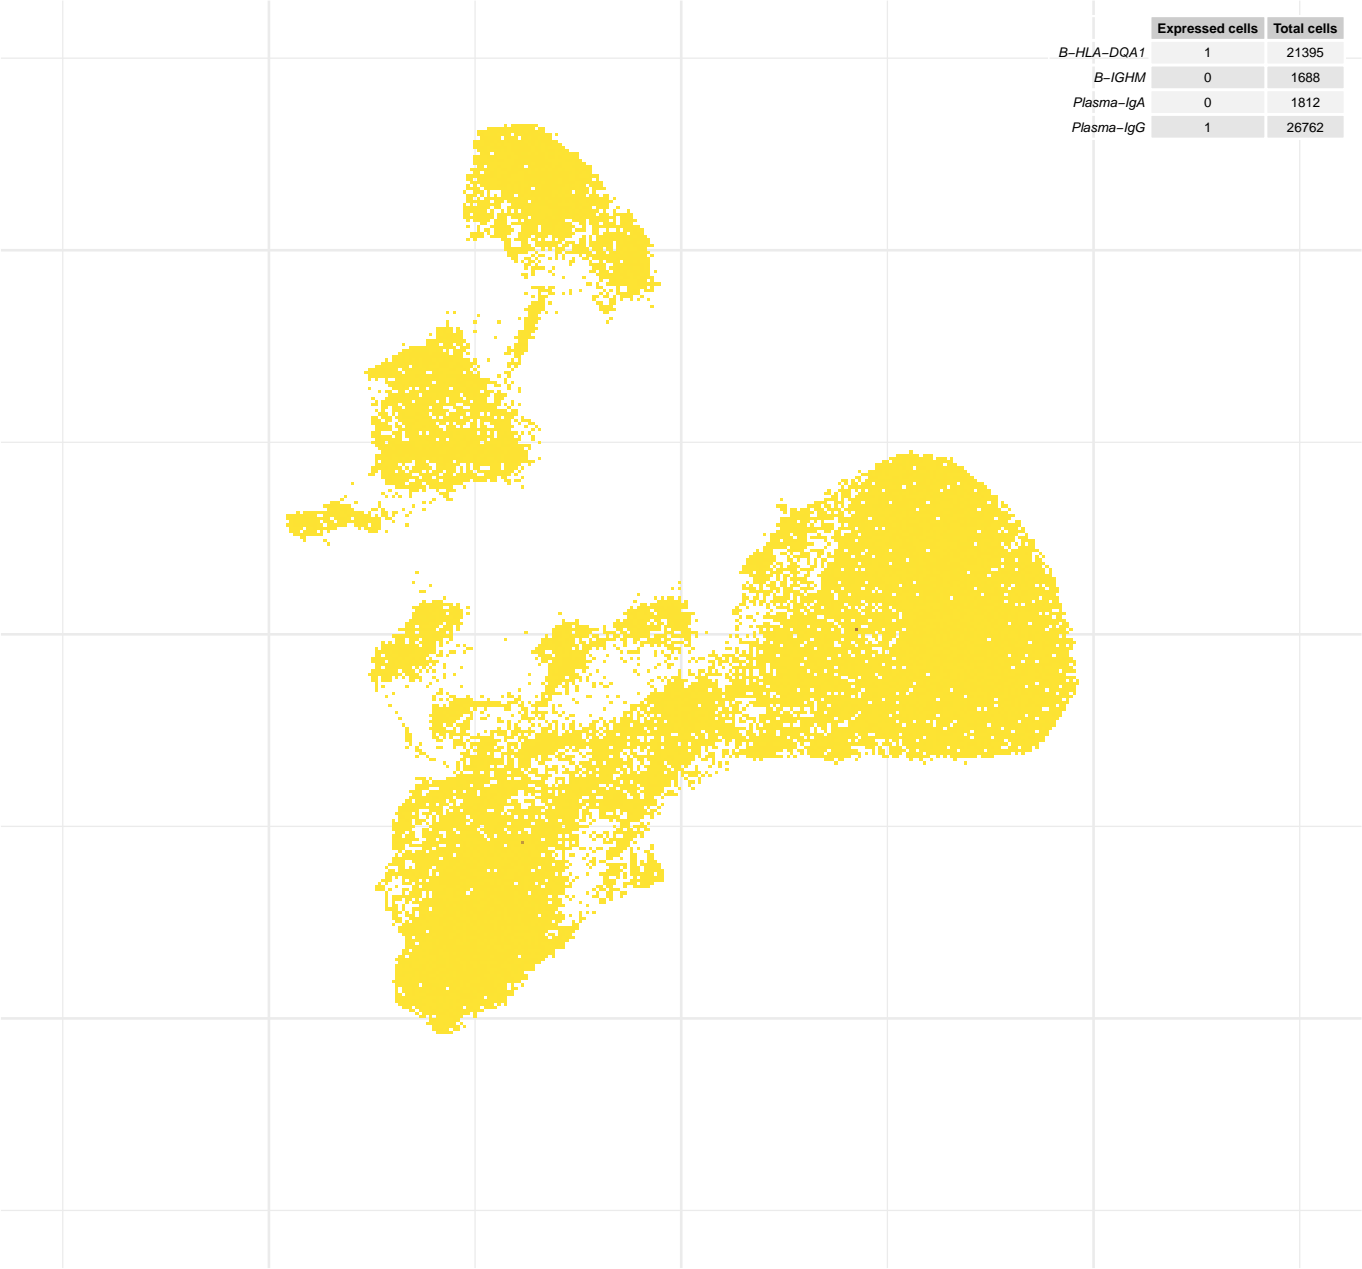 Expressed cells Total cells
B−HLA−DQA1 1 21395
B−IGHM 0 1688
Plasma−IgA 0 1812
Plasma−IgG 1 26762